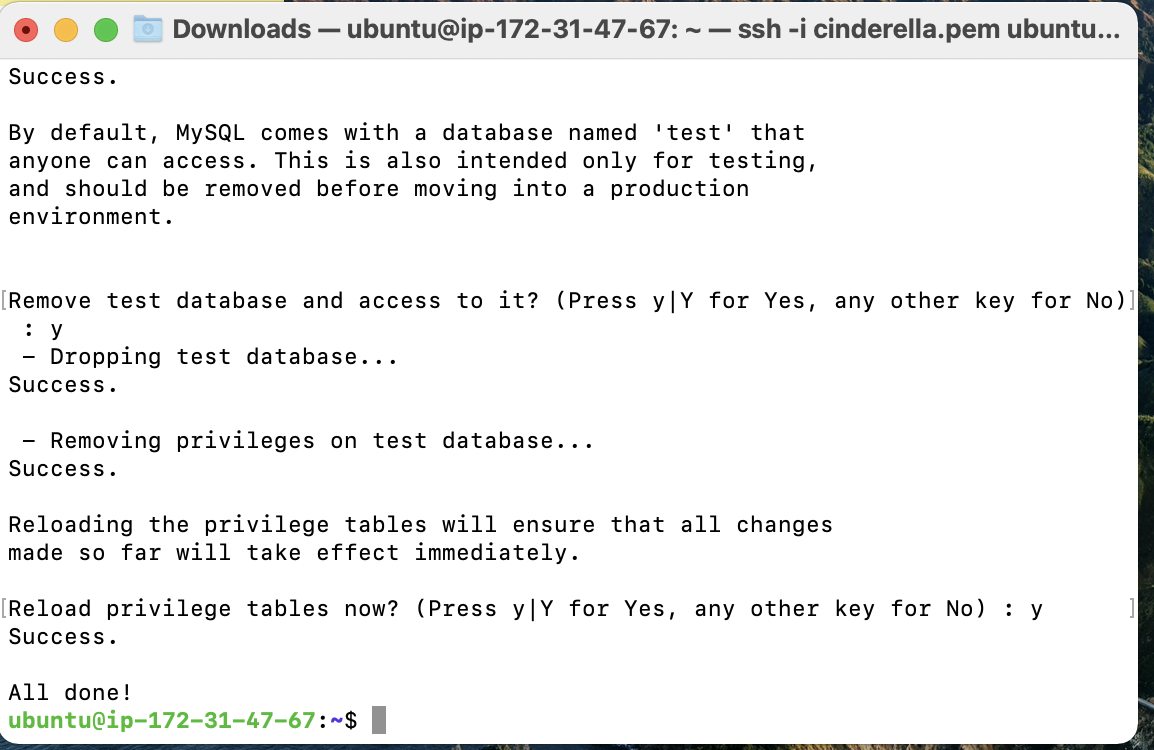 Downloads — ubuntu@ip-172-31-47-67: ~ — ssh -i cinderella.pem ubuntu...
Success.
By default, MySQL comes with a database named 'test' that
anyone can access. This is also intended only for testing,
and should be removed before moving into a production
environment.
[Remove test database and access to it? (Press y|Y for Yes, any other key for No)]
 : y
 - Dropping test database...
Success.
 - Removing privileges on test database...
Success.
Reloading the privilege tables will ensure that all changes
made so far will take effect immediately.
[Reload privilege tables now? (Press y|Y for Yes, any other key for No) : y ]
Success.
All done!
ubuntu@ip-172-31-47-67:~$